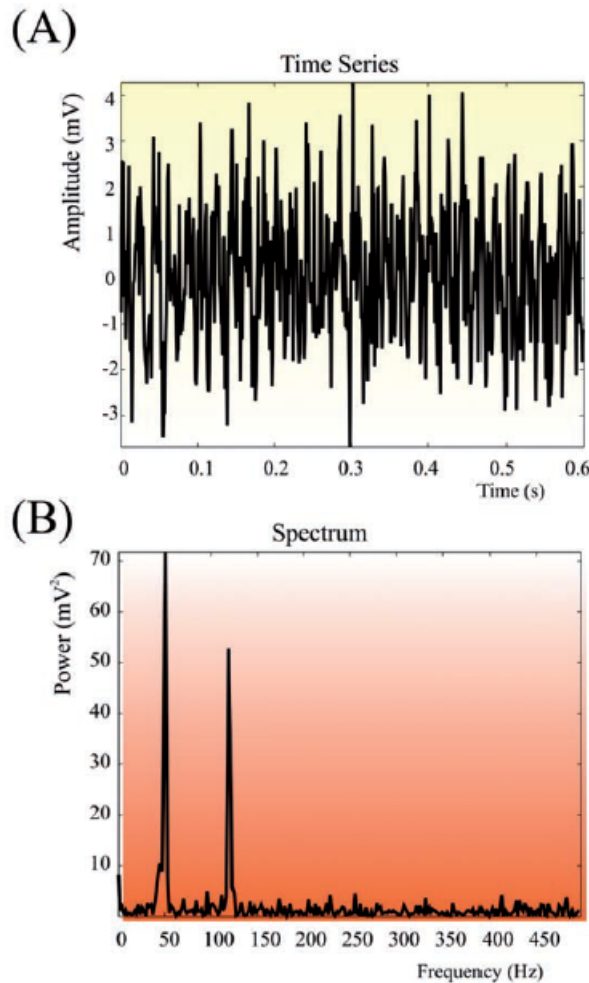 (A)
Time Series
Amplitude (mV)
4
3
2
1
0
-1
-2
-3
0 0.1 0.2 0.3 0.4 0.5 0.6
Time (s)
(B)
Spectrum
Power (mV²)
70
60
50
40
30
20
10
0 50 100 150 200 250 300 350 400 450
Frequency (Hz)